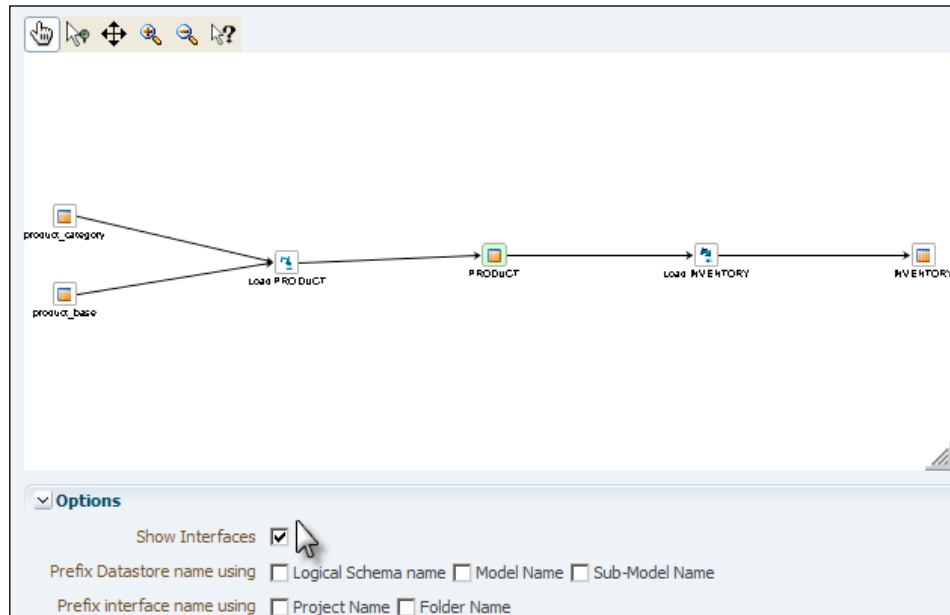 product_category
Load PRODUCT
PRODUCT
Load INVENTORY
INVENTORY
product_base
Options
Show Interfaces
Prefix Datastore name using Logical Schema name Model Name Sub-Model Name
Prefix interface name using Project Name Folder Name